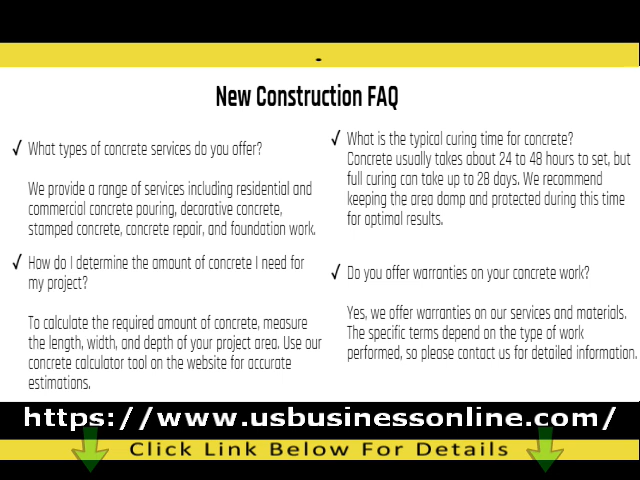 -
New Construction FAQ
✓ What types of concrete services do you offer?
We provide a range of services including residential and
commercial concrete pouring, decorative concrete,
stamped concrete, concrete repair, and foundation work.
✓ How do I determine the amount of concrete I need for
my project?
To calculate the required amount of concrete, measure
the length, width, and depth of your project area. Use our
concrete calculator tool on the website for accurate
estimations.
✓ What is the typical curing time for concrete?
Concrete usually takes about 24 to 48 hours to set, but
full curing can take up to 28 days. We recommend
keeping the area damp and protected during this time
for optimal results.
✓ Do you offer warranties on your concrete work?
Yes, we offer warranties on our services and materials.
The specific terms depend on the type of work
performed, so please contact us for detailed information.
https://www.usbusinessonline.com/
Click Link Below For Details